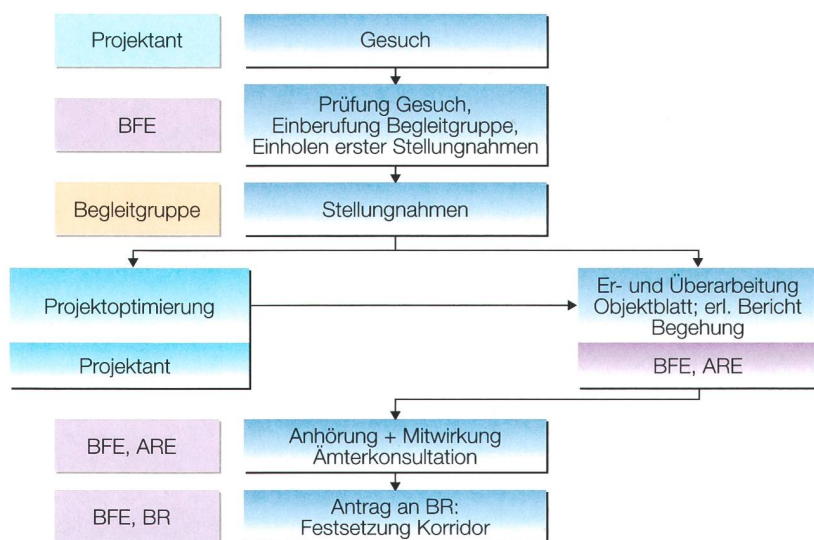 Projektant
Gesuch
BFE
Prüfung Gesuch,
Einberufung Begleitgruppe,
Einholen erster Stellungnahmen
Begleitgruppe
Stellungnahmen
Projektoptimierung
Projektant
Er- und Überarbeitung
Objektblatt; erl. Bericht
Begehung
BFE, ARE
BFE, ARE
Anhörung + Mitwirkung
Ämterkonsultation
BFE, BR
Antrag an BR:
Festsetzung Korridor